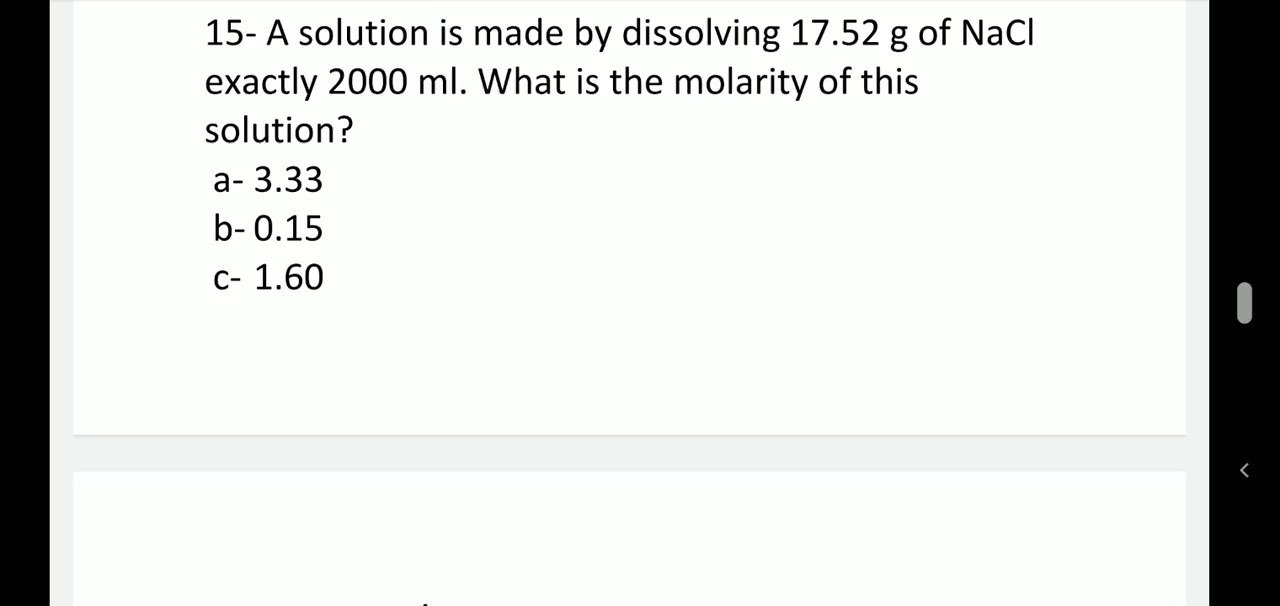 15- A solution is made by dissolving 17.52 g of NaCl
exactly 2000 ml. What is the molarity of this
solution?
a- 3.33
b- 0.15
c- 1.60